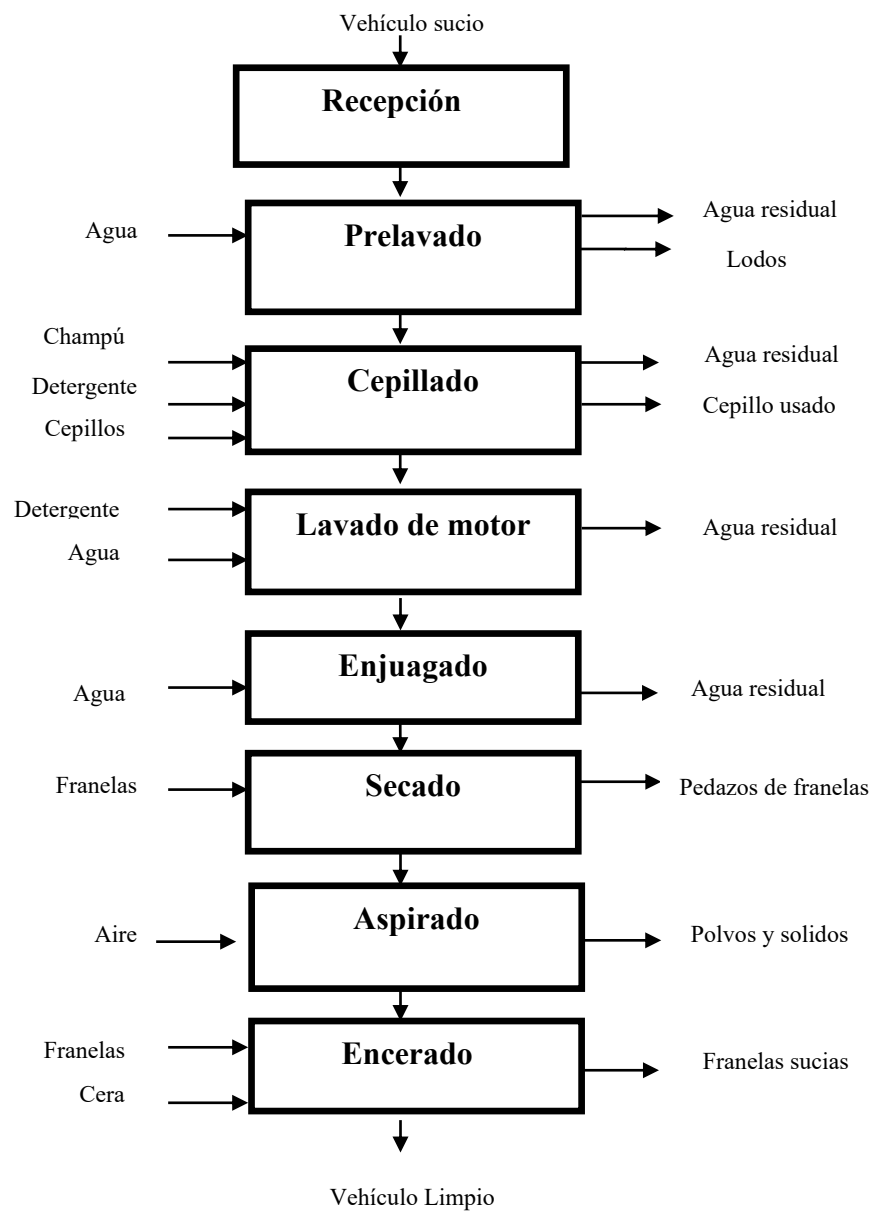 Vehículo sucio
Recepción
Agua
Prelavado
Agua residual
Lodos
Champú
Detergente
Cepillos
Cepillado
Agua residual
Cepillo usado
Detergente
Agua
Lavado de motor
Agua residual
Agua
Enjuagado
Agua residual
Franelas
Secado
Pedazos de franelas
Aire
Aspirado
Polvos y solidos
Franelas
Cera
Encerado
Franelas sucias
Vehículo Limpio